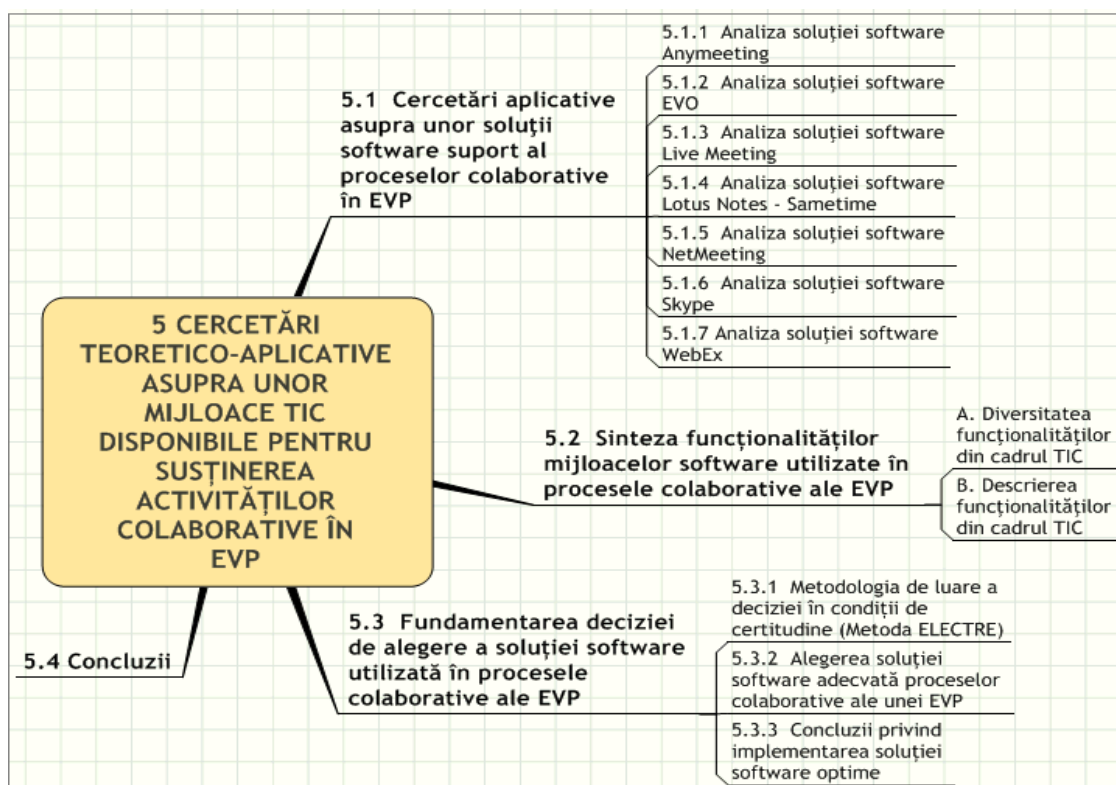 5.1.1  Analiza soluției software
Anymeeting
5.1.2  Analiza soluției software
EVO
5.1.3  Analiza soluției software
Live Meeting
5.1.4  Analiza soluției software
Lotus Notes - Sametime
5.1.5  Analiza soluției software
NetMeeting
5.1.6  Analiza soluției software
Skype
5.1.7 Analiza soluției software
WebEx
5.1  Cercetări aplicative
asupra unor soluții
software suport al
proceselor colaborative
în EVP
5 CERCETĂRI
TEORETICO-APLICATIVE
ASUPRA UNOR
MIJLOACE TIC
DISPONIBILE PENTRU
SUSȚINEREA
ACTIVITĂȚILOR
COLABORATIVE ÎN
EVP
5.2  Sinteza funcționalităților
mijloacelor software utilizate în
procesele colaborative ale EVP
A. Diversitatea
funcționalităților
din cadrul TIC
B. Descrierea
funcționalităților
din cadrul TIC
5.3  Fundamentarea deciziei
de alegere a soluției software
utilizată în procesele
colaborative ale EVP
5.3.1  Metodologia de luare a
deciziei în condiții de
certitudine (Metoda ELECTRE)
5.3.2  Alegerea soluției
software adecvată proceselor
colaborative ale unei EVP
5.3.3  Concluzii privind
implementarea soluției
software optime
5.4 Concluzii